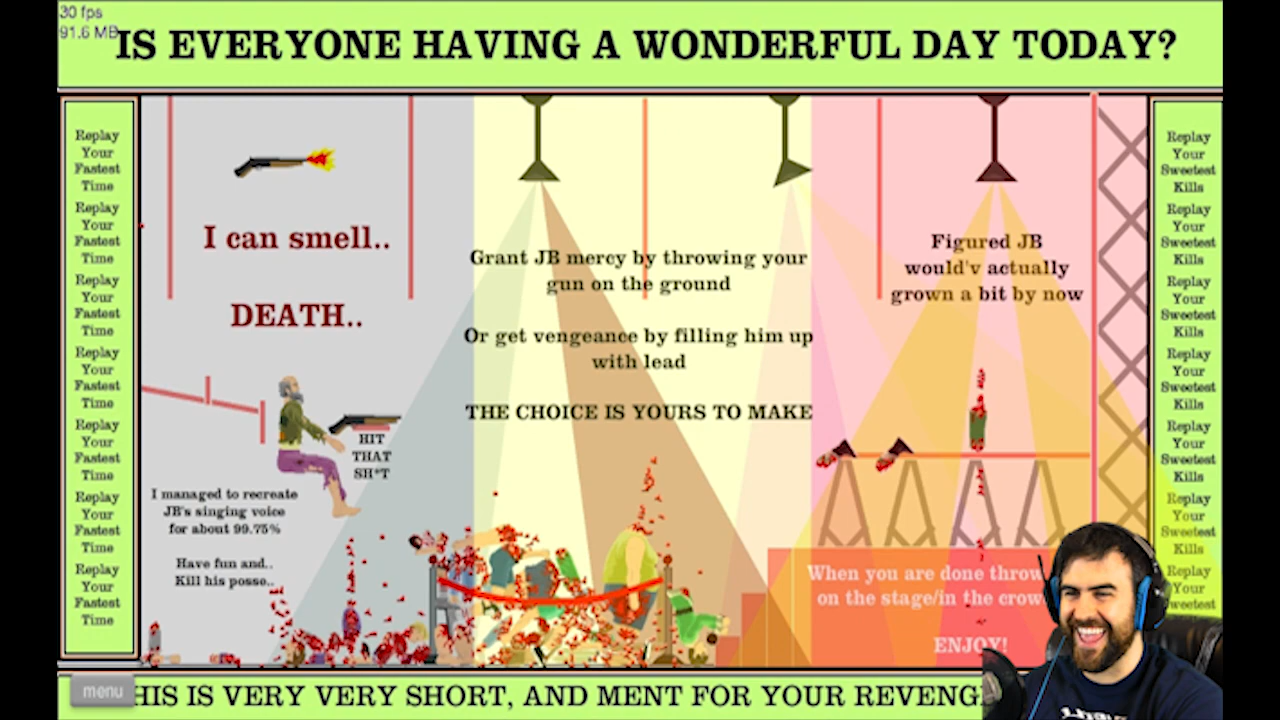 30 fps
91.6 MB
IS EVERYONE HAVING A WONDERFUL DAY TODAY?
Replay
Your
Fastest
Time
Replay
Your
Fastest
Time
Replay
Your
Fastest
Time
Replay
Your
Fastest
Time
Replay
Your
Fastest
Time
Replay
Your
Fastest
Time
Replay
Your
Fastest
Time
I can smell..
DEATH..
HIT
THAT
SH*T
I managed to recreate
JB's singing voice
for about 99.75%
Have fun and..
Kill his posse..
Grant JB mercy by throwing your
gun on the ground
Or get vengeance by filling him up
with lead
THE CHOICE IS YOURS TO MAKE
Figured JB
would'v actually
grown a bit by now
When you are done throw
on the stage/in the crow
ENJOY!
Replay
Your
Sweetest
Kills
Replay
Your
Sweetest
Kills
Replay
Your
Sweetest
Kills
Replay
Your
Sweetest
Kills
Replay
Your
Sweetest
Kills
Replay
Your
Sweetest
Kills
Replay
Your
Sweetest
menu
HIS IS VERY VERY SHORT, AND MENT FOR YOUR REVENG